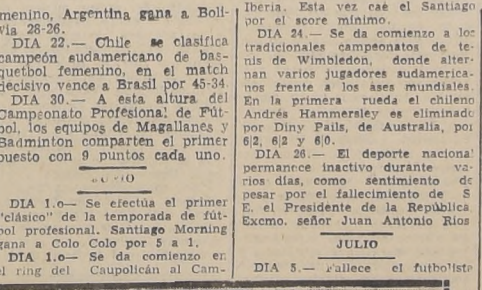 menino, Argentina gana a Boli-
via 28-26.
DIA 22.— Chile se clasifica
campeón sudamericano de bas-
quetbol femenino, en el match
decisivo vence a Brasil por 45-34.
DIA 30.— A esta altura del
Campeonato Profesional de Fút-
bol, los equipos de Magallanes y
Badminton comparten el primer
puesto con 9 puntos cada uno.
DIA 1.o— Se efectúa el primer
"clásico" de la temporada de fút-
bol profesional. Santiago Morning
gana a Colo Colo por 5 a 1.
DIA 1.o— Se da comienzo en
el ring del Caupolicán al Cam-
Iberia. Esta vez cae el Santiago
por el score mínimo.
DIA 24.— Se da comienzo a los
tradicionales campeonatos de te-
nis de Wimbledon, donde alter-
nan varios jugadores sudamerica-
nos frente a los ases mundiales.
En la primera rueda el chileno
Andrés Hammersley es eliminado
por Diny Pails, de Australia, por
6|2, 6|2 y 6|0.
DIA 26.— El deporte nacional
permanece inactivo durante va-
rios días, como sentimiento de
pesar por el fallecimiento de S
E. el Presidente de la República
Excmo. señor Juan Antonio Ríos
JULIO
DIA 5.— Fallece el futbolista